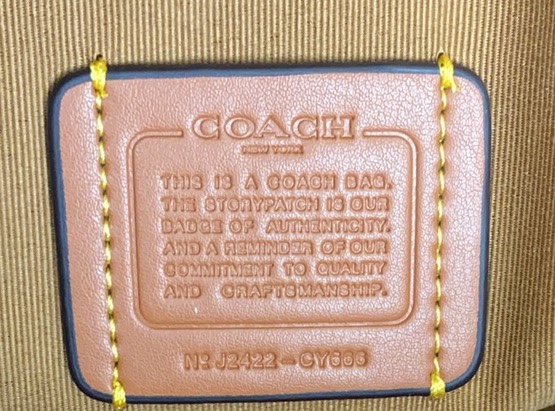 COACH
NEW YORK
THIS IS A COACH BAG.
THE STORYPATCH IS OUR
BADGE OF AUTHENTICITY.
AND A REMINDER OF OUR
COMMITMENT TO QUALITY
AND CRAFTSMANSHIP.
Nº J2422-CY666